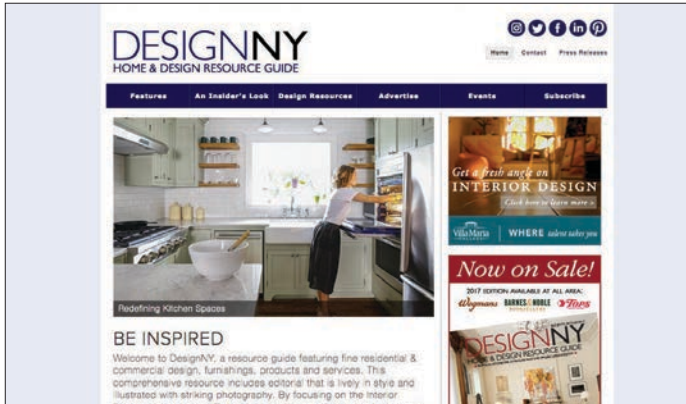 DESIGNNY
HOME & DESIGN RESOURCE GUIDE
Home Contact Press Releases
Features An Insider's Look Design Resources Advertise Events Subscribe
Redefining Kitchen Spaces
Get a fresh angle on
INTERIOR DESIGN
Click here to learn more »
Villa Maria
WHERE talent takes you
Now on Sale!
2017 EDITION AVAILABLE AT ALL AREA:
Wegmans BARNES & NOBLE Tops
BOOKSELLERS
DESIGNNY
HOME & DESIGN RESOURCE GUIDE
BE INSPIRED
Welcome to DesignNY, a resource guide featuring fine residential &
commercial design, furnishings, products and services. This
comprehensive resource includes editorial that is lively in style and
illustrated with striking photography. By focusing on the Interior